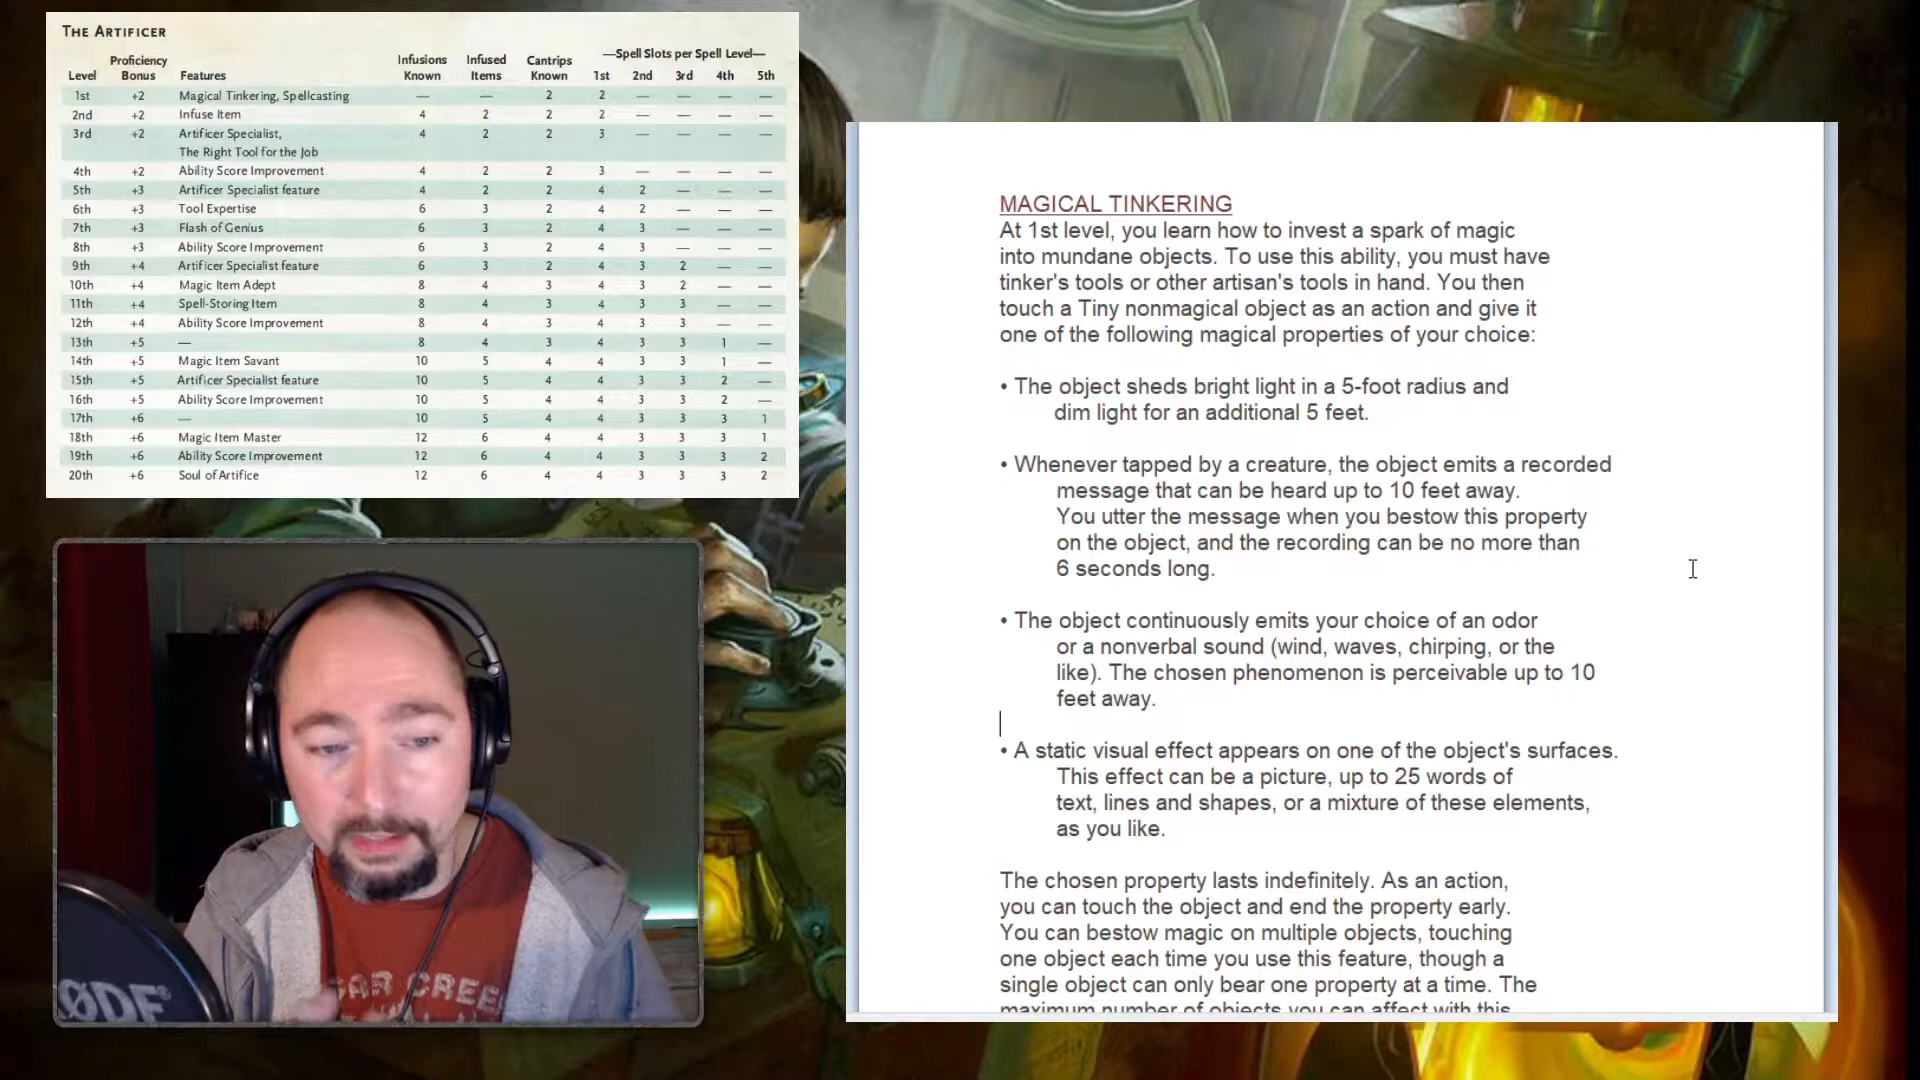 THE ARTIFICER
—Spell Slots per Spell Level—
Proficiency Infusions Infused Cantrips
Level Bonus Features Known Items Known 1st 2nd 3rd 4th 5th
1st +2 Magical Tinkering, Spellcasting — — 2 2 — — — —
2nd +2 Infuse Item 4 2 2 2 — — — —
3rd +2 Artificer Specialist, 4 2 2 3 — — — —
The Right Tool for the Job
4th +2 Ability Score Improvement 4 2 2 3 — — — —
5th +3 Artificer Specialist feature 4 2 2 4 2 — — —
6th +3 Tool Expertise 6 3 2 4 2 — — —
7th +3 Flash of Genius 6 3 2 4 3 — — —
8th +3 Ability Score Improvement 6 3 2 4 3 — — —
9th +4 Artificer Specialist feature 6 3 2 4 3 2 — —
10th +4 Magic Item Adept 8 4 3 4 3 2 — —
11th +4 Spell-Storing Item 8 4 3 4 3 3 — —
12th +4 Ability Score Improvement 8 4 3 4 3 3 — —
13th +5 — 8 4 3 4 3 3 1 —
14th +5 Magic Item Savant 10 5 4 4 3 3 1 —
15th +5 Artificer Specialist feature 10 5 4 4 3 3 2 —
16th +5 Ability Score Improvement 10 5 4 4 3 3 2 —
17th +6 — 10 5 4 4 3 3 3 1
18th +6 Magic Item Master 12 6 4 4 3 3 3 1
19th +6 Ability Score Improvement 12 6 4 4 3 3 3 2
20th +6 Soul of Artifice 12 6 4 4 3 3 3 2
MAGICAL TINKERING
At 1st level, you learn how to invest a spark of magic
into mundane objects. To use this ability, you must have
tinker's tools or other artisan's tools in hand. You then
touch a Tiny nonmagical object as an action and give it
one of the following magical properties of your choice:
• The object sheds bright light in a 5-foot radius and
dim light for an additional 5 feet.
• Whenever tapped by a creature, the object emits a recorded
message that can be heard up to 10 feet away.
You utter the message when you bestow this property
on the object, and the recording can be no more than
6 seconds long.
• The object continuously emits your choice of an odor
or a nonverbal sound (wind, waves, chirping, or the
like). The chosen phenomenon is perceivable up to 10
feet away.
• A static visual effect appears on one of the object's surfaces.
This effect can be a picture, up to 25 words of
text, lines and shapes, or a mixture of these elements,
as you like.
The chosen property lasts indefinitely. As an action,
you can touch the object and end the property early.
You can bestow magic on multiple objects, touching
one object each time you use this feature, though a
single object can only bear one property at a time. The
maximum number of objects you can affect with this
RØDE
CREE